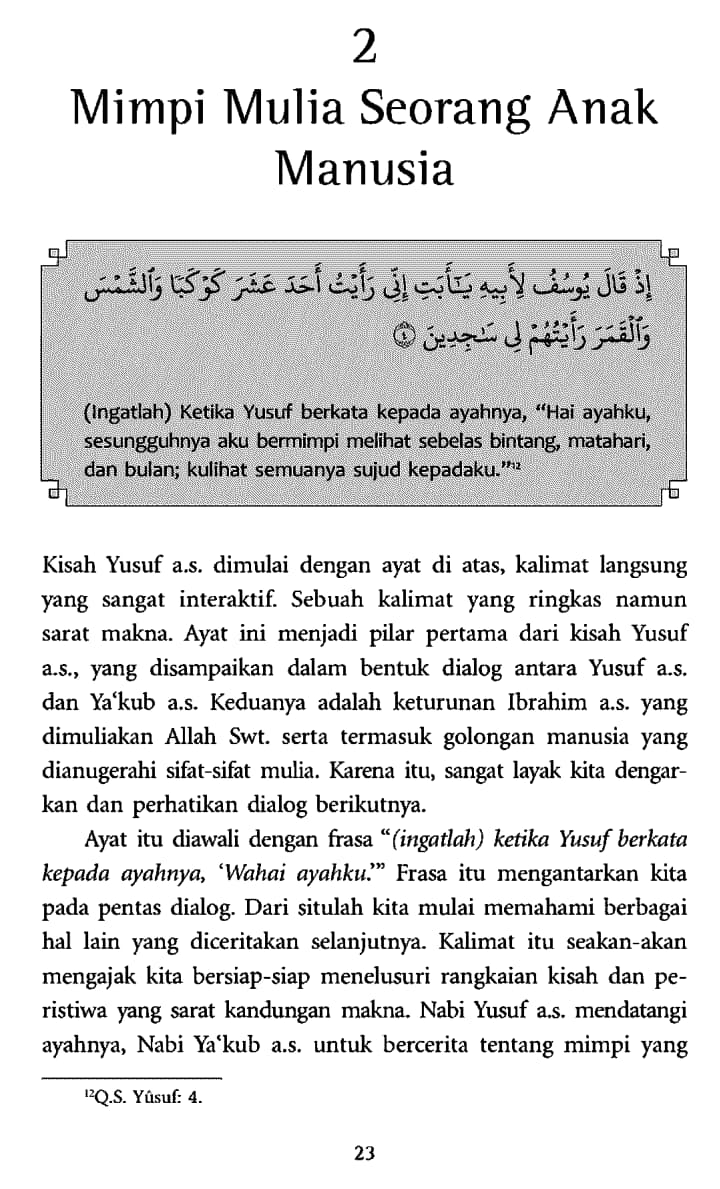 2
Mimpi Mulia Seorang Anak
Manusia
إِذْ قَالَ يُوسُفُ لِأَبِيهِ يَـٰٓأَبَتِ إِنِّى رَأَيْتُ أَحَدَ عَشَرَ كَوْكَبًا وَٱلشَّمْسَ
وَٱلْقَمَرَ رَأَيْتُهُمْ لِى سَـٰجِدِينَ ٤
(Ingatlah) Ketika Yusuf berkata kepada ayahnya, “Hai ayahku,
sesungguhnya aku bermimpi melihat sebelas bintang, matahari,
dan bulan; kulihat semuanya sujud kepadaku.”¹²
Kisah Yusuf a.s. dimulai dengan ayat di atas, kalimat langsung
yang sangat interaktif. Sebuah kalimat yang ringkas namun
sarat makna. Ayat ini menjadi pilar pertama dari kisah Yusuf
a.s., yang disampaikan dalam bentuk dialog antara Yusuf a.s.
dan Ya‘kub a.s. Keduanya adalah keturunan Ibrahim a.s. yang
dimuliakan Allah Swt. serta termasuk golongan manusia yang
dianugerahi sifat-sifat mulia. Karena itu, sangat layak kita dengar-
kan dan perhatikan dialog berikutnya.
Ayat itu diawali dengan frasa “(ingatlah) ketika Yusuf berkata
kepada ayahnya, ‘Wahai ayahku.’” Frasa itu mengantarkan kita
pada pentas dialog. Dari situlah kita mulai memahami berbagai
hal lain yang diceritakan selanjutnya. Kalimat itu seakan-akan
mengajak kita bersiap-siap menelusuri rangkaian kisah dan pe-
ristiwa yang sarat kandungan makna. Nabi Yusuf a.s. mendatangi
ayahnya, Nabi Ya‘kub a.s. untuk bercerita tentang mimpi yang
¹²Q.S. Yûsuf: 4.
23